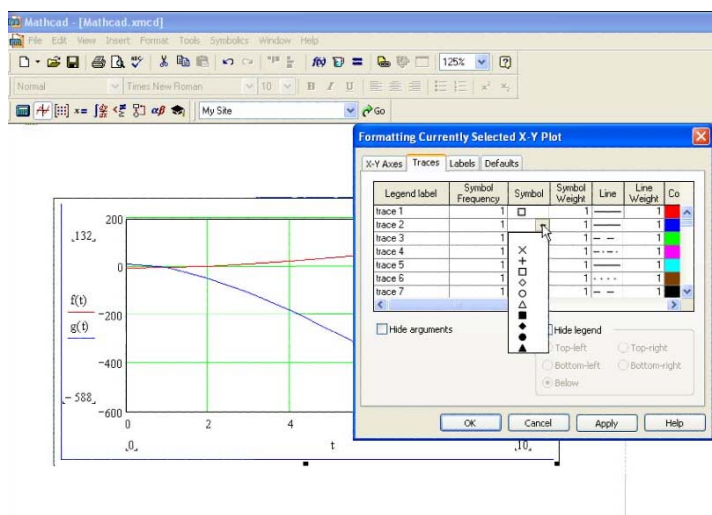 Mathcad - [Mathcad.xmcd]
File Edit View Insert Format Tools Symbolics Window Help
125%
Normal Times New Roman 10 B I U
My Site Go
Formatting Currently Selected X-Y Plot
X-Y Axes Traces Labels Defaults
Legend label Symbol Frequency Symbol Symbol Weight Line Line Weight Co
trace 1 1 1 1
trace 2 1 1 1
trace 3 1 1 1
trace 4 1 1 1
trace 5 1 1 1
trace 6 1 1 1
trace 7 1 1 1
Hide arguments
Hide legend
Top-left Top-right
Bottom-left Bottom-right
Below
OK Cancel Apply Help
200
132
0
f(t)
g(t)
-200
-400
-588
-600
0 2 4
0 t 10